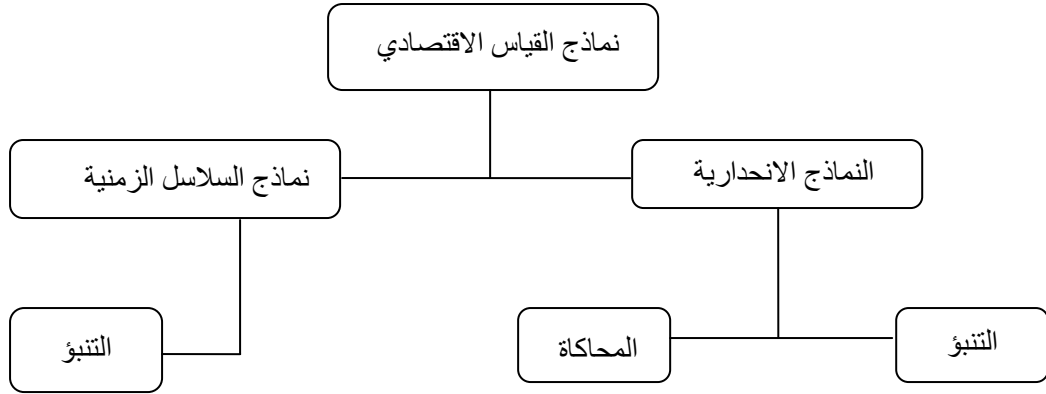 نماذج القياس الاقتصادي
النماذج الانحدارية
نماذج السلاسل الزمنية
التنبؤ
المحاكاة
التنبؤ